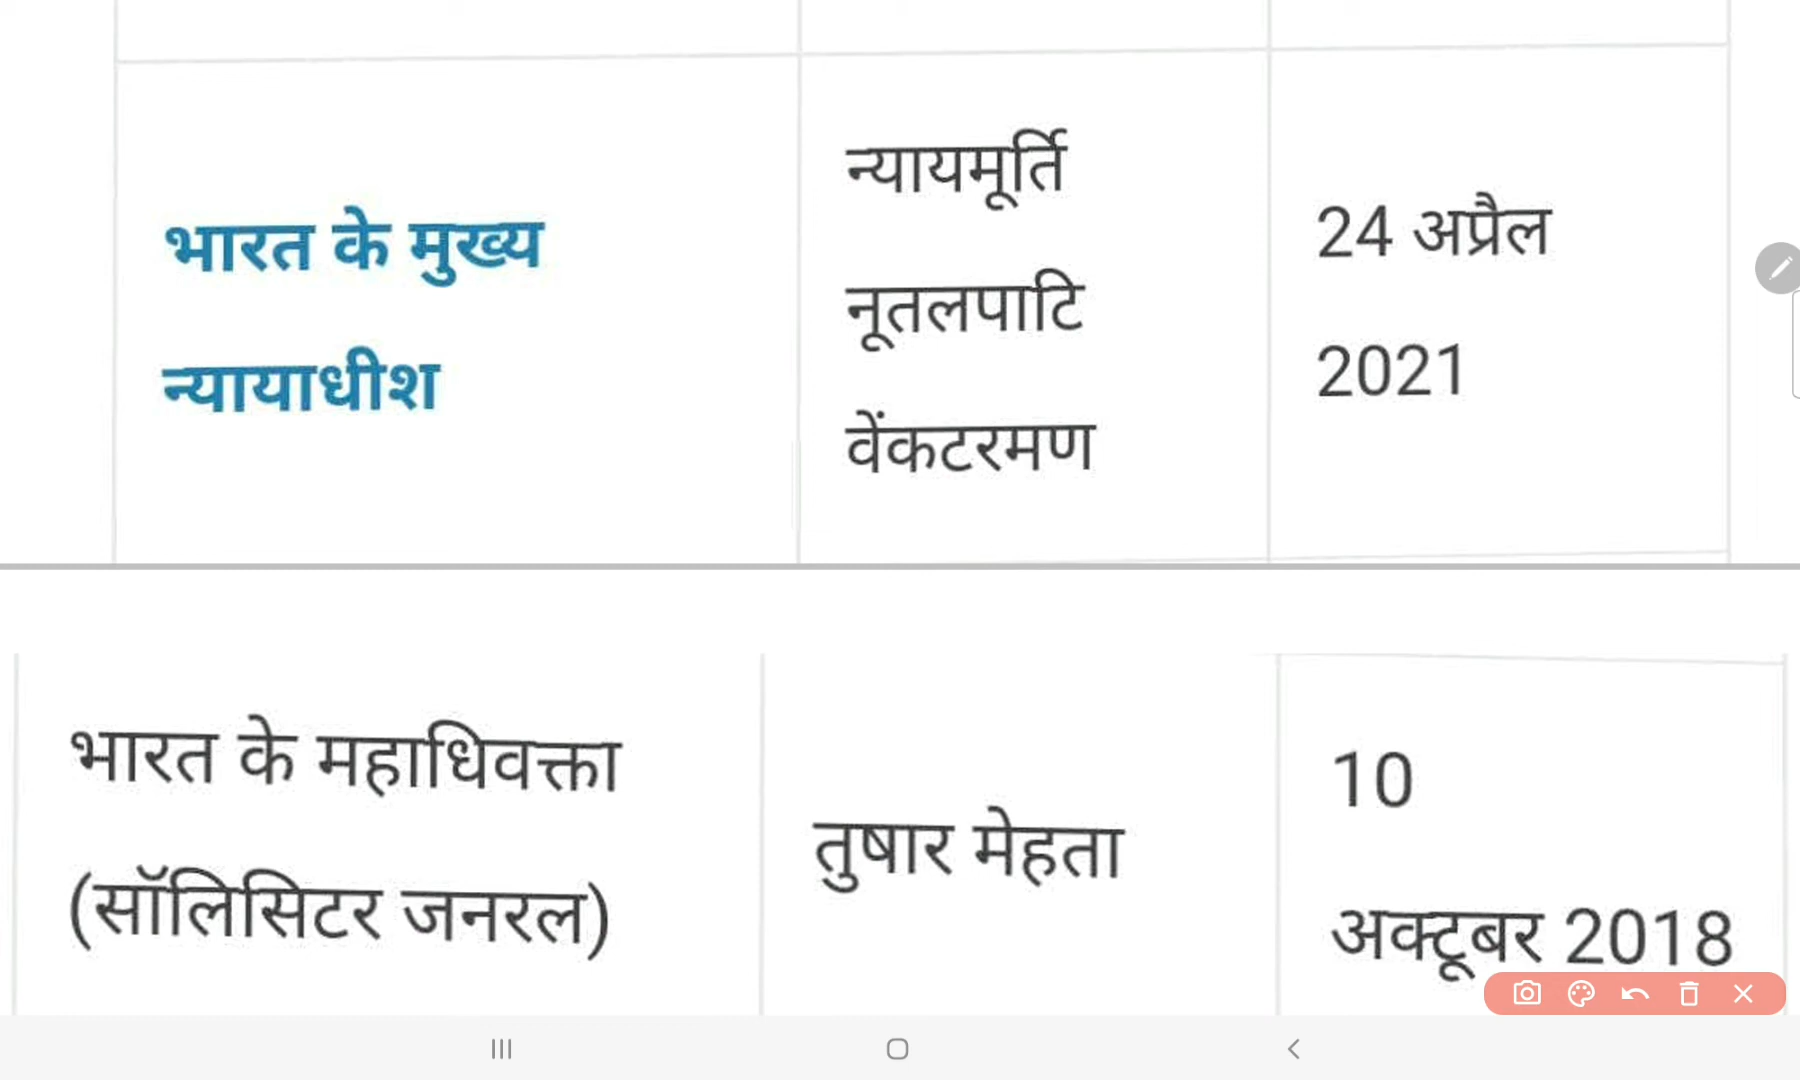 भारत के मुख्य
न्यायाधीश
न्यायमूर्ति
नूतलपाटि
वेंकटरमण
24 अप्रैल
2021
भारत के महाधिवक्ता
(सॉलिसिटर जनरल)
तुषार मेहता
10
अक्टूबर 2018